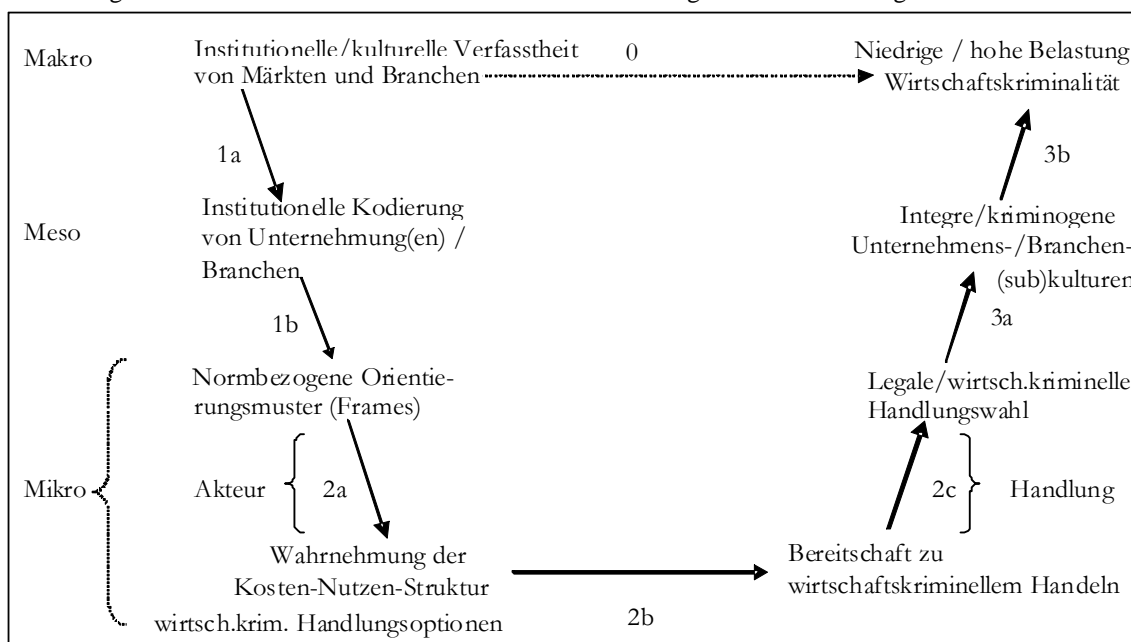 Makro
Institutionelle/kulturelle Verfasstheit
von Märkten und Branchen
0
Niedrige / hohe Belastung
Wirtschaftskriminalität
1a
3b
Meso
Institutionelle Kodierung
von Unternehmung(en) /
Branchen
Integre/kriminogene
Unternehmens-/Branchen-
(sub)kulturen
1b
3a
Normbezogene Orientie-
rungsmuster (Frames)
Legale/wirtsch.kriminelle
Handlungswahl
Mikro
Akteur
2a
2c
Handlung
Wahrnehmung der
Kosten-Nutzen-Struktur
wirtsch.krim. Handlungsoptionen
2b
Bereitschaft zu
wirtschaftskriminellem Handeln